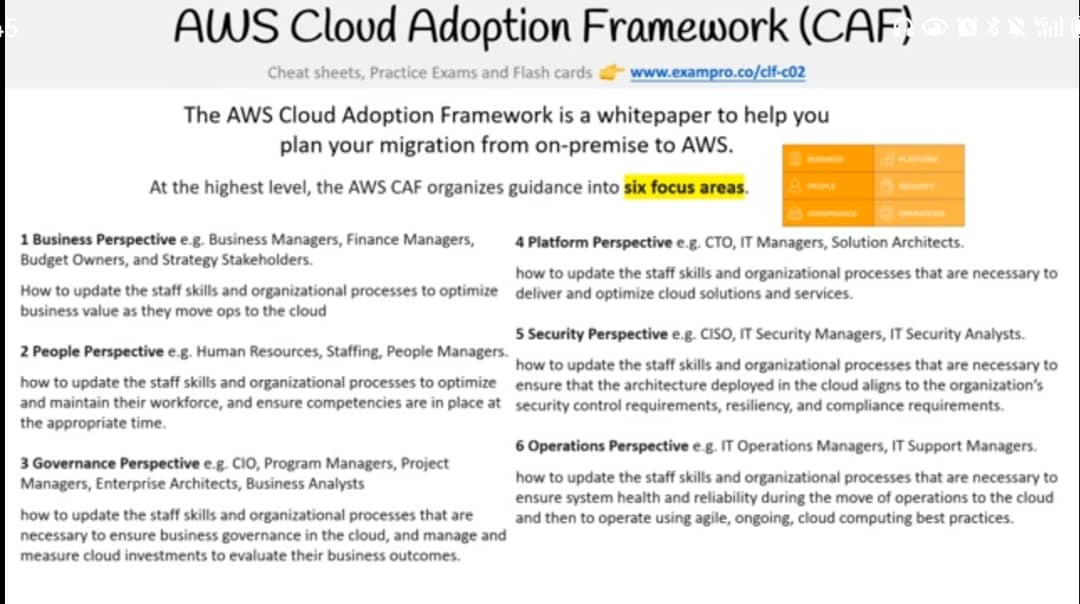 AWS Cloud Adoption Framework (CAF)
Cheat sheets, Practice Exams and Flash cards 👉 www.exampro.co/clf-c02
The AWS Cloud Adoption Framework is a whitepaper to help you
plan your migration from on-premise to AWS.
At the highest level, the AWS CAF organizes guidance into six focus areas.
BUSINESS
PLATFORM
PEOPLE
SECURITY
GOVERNANCE
OPERATIONS
1 Business Perspective e.g. Business Managers, Finance Managers,
Budget Owners, and Strategy Stakeholders.
How to update the staff skills and organizational processes to optimize
business value as they move ops to the cloud
2 People Perspective e.g. Human Resources, Staffing, People Managers.
how to update the staff skills and organizational processes to optimize
and maintain their workforce, and ensure competencies are in place at
the appropriate time.
3 Governance Perspective e.g. CIO, Program Managers, Project
Managers, Enterprise Architects, Business Analysts
how to update the staff skills and organizational processes that are
necessary to ensure business governance in the cloud, and manage and
measure cloud investments to evaluate their business outcomes.
4 Platform Perspective e.g. CTO, IT Managers, Solution Architects.
how to update the staff skills and organizational processes that are necessary to
deliver and optimize cloud solutions and services.
5 Security Perspective e.g. CISO, IT Security Managers, IT Security Analysts.
how to update the staff skills and organizational processes that are necessary to
ensure that the architecture deployed in the cloud aligns to the organization's
security control requirements, resiliency, and compliance requirements.
6 Operations Perspective e.g. IT Operations Managers, IT Support Managers.
how to update the staff skills and organizational processes that are necessary to
ensure system health and reliability during the move of operations to the cloud
and then to operate using agile, ongoing, cloud computing best practices.